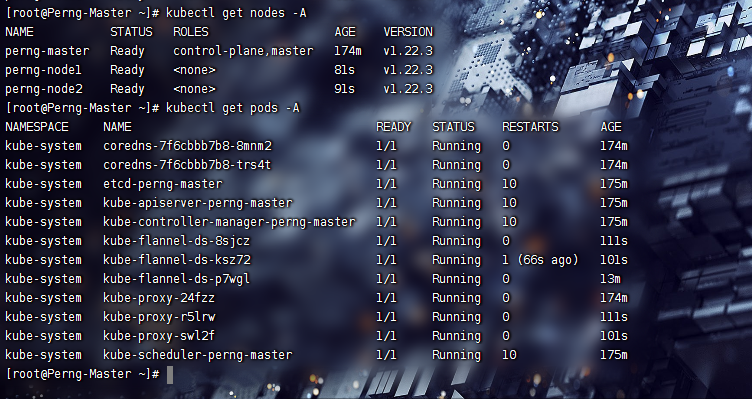 [root@Perng-Master ~]# kubectl get nodes -A
NAME STATUS ROLES AGE VERSION
perng-master Ready control-plane,master 174m v1.22.3
perng-node1 Ready <none> 81s v1.22.3
perng-node2 Ready <none> 91s v1.22.3
[root@Perng-Master ~]# kubectl get pods -A
NAMESPACE NAME READY STATUS RESTARTS AGE
kube-system coredns-7f6cbbb7b8-8mnm2 1/1 Running 0 174m
kube-system coredns-7f6cbbb7b8-trs4t 1/1 Running 0 174m
kube-system etcd-perng-master 1/1 Running 10 175m
kube-system kube-apiserver-perng-master 1/1 Running 10 175m
kube-system kube-controller-manager-perng-master 1/1 Running 10 175m
kube-system kube-flannel-ds-8sjcz 1/1 Running 0 111s
kube-system kube-flannel-ds-ksz72 1/1 Running 1 (66s ago) 101s
kube-system kube-flannel-ds-p7wgl 1/1 Running 0 13m
kube-system kube-proxy-24fzz 1/1 Running 0 174m
kube-system kube-proxy-r5lrw 1/1 Running 0 111s
kube-system kube-proxy-swl2f 1/1 Running 0 101s
kube-system kube-scheduler-perng-master 1/1 Running 10 175m
[root@Perng-Master ~]#